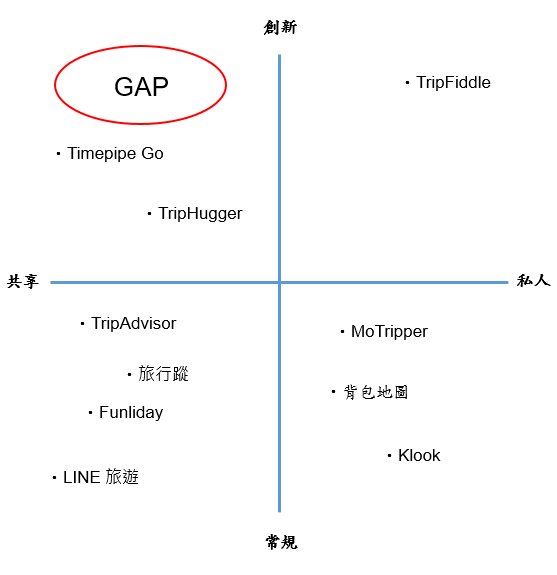 創新
GAP
• TripFiddle
• Timepipe Go
• TripHugger
共享
私人
• TripAdvisor
• MoTripper
• 旅行蹤
• 背包地圖
• Funliday
• Klook
• LINE 旅遊
常規